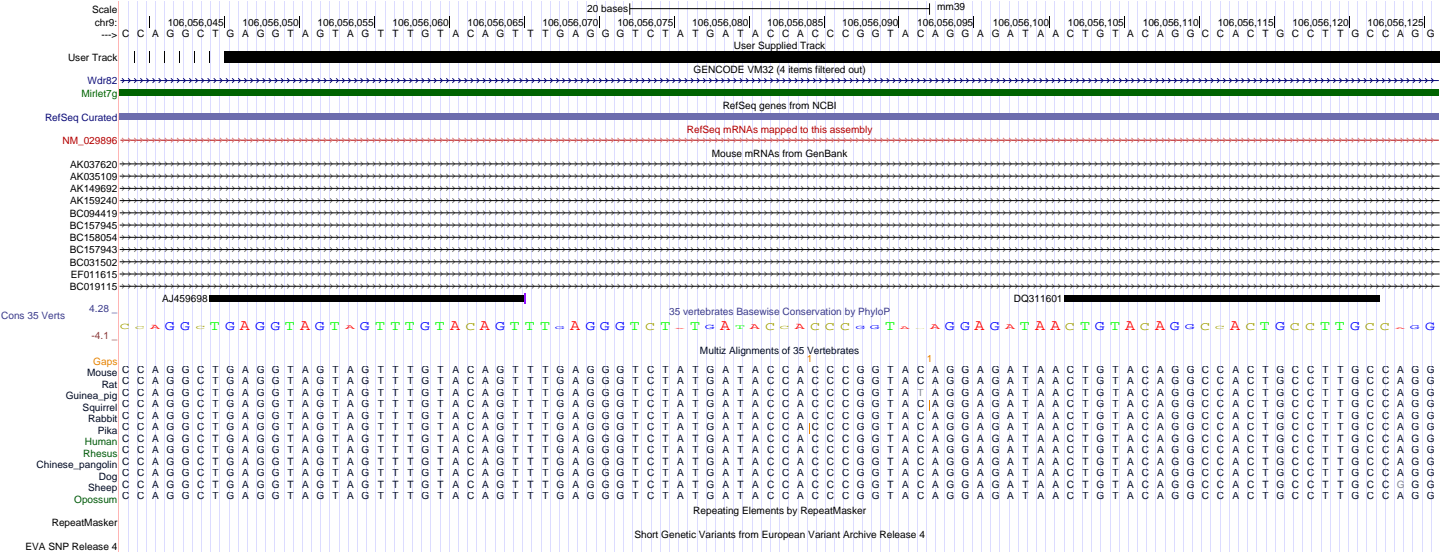 Scale 20 bases mm39
chr9: 106,056,045 106,056,050 106,056,055 106,056,060 106,056,065 106,056,070 106,056,075 106,056,080 106,056,085 106,056,090 106,056,095 106,056,100 106,056,105 106,056,110 106,056,115 106,056,120 106,056,125
---> C C A G G C T G A G G T A G T A G T T T G T A C A G T T T G A G G G T C T A T G A T A C C A C C C G G T A C A G G A G A T A A C T G T A C A G G C C A C T G C C T T G C C A G G
User Supplied Track
User Track
GENCODE VM32 (4 items filtered out)
Wdr82
Mirlet7g
RefSeq genes from NCBI
RefSeq Curated
RefSeq mRNAs mapped to this assembly
NM_029896
Mouse mRNAs from GenBank
AK037620
AK035109
AK149692
AK159240
BC094419
BC157945
BC158054
BC157943
BC031502
EF011615
BC019115
AJ459698 DQ311601
4.28 _
35 vertebrates Basewise Conservation by PhyloP
Cons 35 Verts C C A G G C T G A G G T A G T A G T T T G T A C A G T T T G A G G G T C T T G A T A C C A C C C G G T A A G G A G A T A A C T G T A C A G G C C A C T G C C T T G C C A G G
-4.1 _
Multiz Alignments of 35 Vertebrates
Gaps 1 1
Mouse C C A G G C T G A G G T A G T A G T T T G T A C A G T T T G A G G G T C T A T G A T A C C A C C C G G T A C A G G A G A T A A C T G T A C A G G C C A C T G C C T T G C C A G G
Rat C C A G G C T G A G G T A G T A G T T T G T A C A G T T T G A G G G T C T A T G A T A C C A C C C G G T A C A G G A G A T A A C T G T A C A G G C C A C T G C C T T G C C A G G
Guinea_pig C C A G G C T G A G G T A G T A G T T T G T A C A G T T T G A G G G T C T A T G A T A C C A C C C G G T A T A G G A G A T A A C T G T A C A G G C C A C T G C C T T G C C A G G
Squirrel C C A G G C T G A G G T A G T A G T T T G T A C A G T T T G A G G G T C T A T G A T A C C A C C C G G T A C A G G A G A T A A C T G T A C A G G C C A C T G C C T T G C C A G G
Rabbit C C A G G C T G A G G T A G T A G T T T G T A C A G T T T G A G G G T C T A T G A T A C C A C C C G G T A C A G G A G A T A A C T G T A C A G G C C A C T G C C T T G C C A G G
Pika C C A G G C T G A G G T A G T A G T T T G T A C A G T T T G A G G G T C T A T G A T A C C A C C C G G T A C A G G A G A T A A C T G T A C A G G C C A C T G C C T T G C C A G G
Human C C A G G C T G A G G T A G T A G T T T G T A C A G T T T G A G G G T C T A T G A T A C C A C C C G G T A C A G G A G A T A A C T G T A C A G G C C A C T G C C T T G C C A G G
Rhesus C C A G G C T G A G G T A G T A G T T T G T A C A G T T T G A G G G T C T A T G A T A C C A C C C G G T A C A G G A G A T A A C T G T A C A G G C C A C T G C C T T G C C A G G
Chinese_pangolin C C A G G C T G A G G T A G T A G T T T G T A C A G T T T G A G G G T C T A T G A T A C C A C C C G G T A C A G G A G A T A A C T G T A C A G G C C A C T G C C T T G C C A G G
Dog C C A G G C T G A G G T A G T A G T T T G T A C A G T T T G A G G G T C T A T G A T A C C A C C C G G T A C A G G A G A T A A C T G T A C A G G C C A C T G C C T T G C C A G G
Sheep C C A G G C T G A G G T A G T A G T T T G T A C A G T T T G A G G G T C T A T G A T A C C A C C C G G T A C A G G A G A T A A C T G T A C A G G C C A C T G C C T T G C C G G G
Opossum C C A G G C T G A G G T A G T A G T T T G T A C A G T T T G A G G G T C T A T G A T A C C A C C C G G T A C A G G A G A T A A C T G T A C A G G C C A C T G C C T T G C C A G G
Repeating Elements by RepeatMasker
RepeatMasker
Short Genetic Variants from European Variant Archive Release 4
EVA SNP Release 4